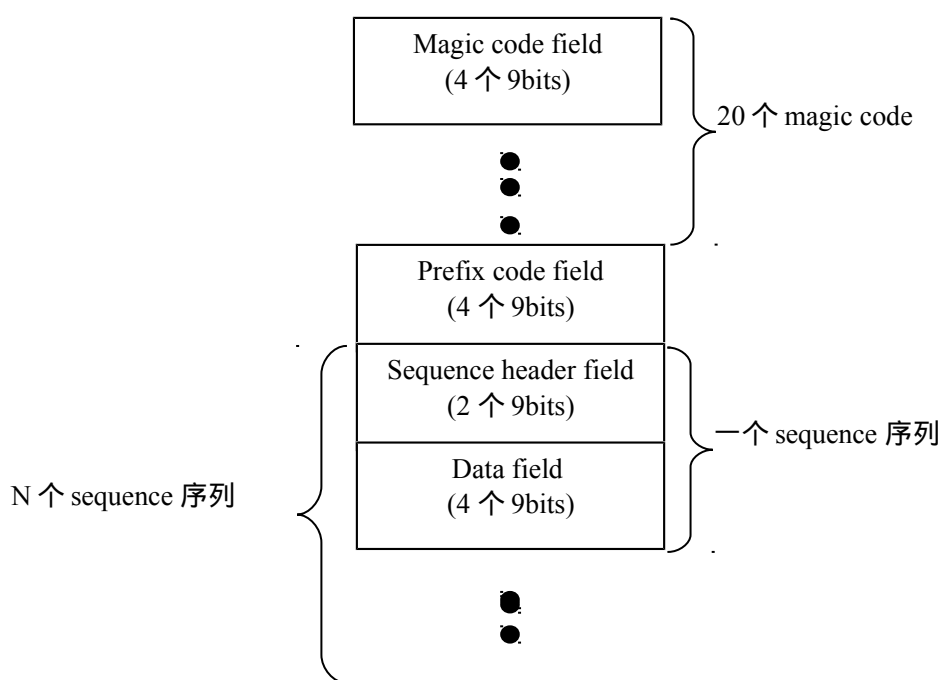 Magic code field
(4 个 9bits)
20 个 magic code
Prefix code field
(4 个 9bits)
Sequence header field
(2 个 9bits)
一个 sequence 序列
Data field
(4 个 9bits)
N 个 sequence 序列